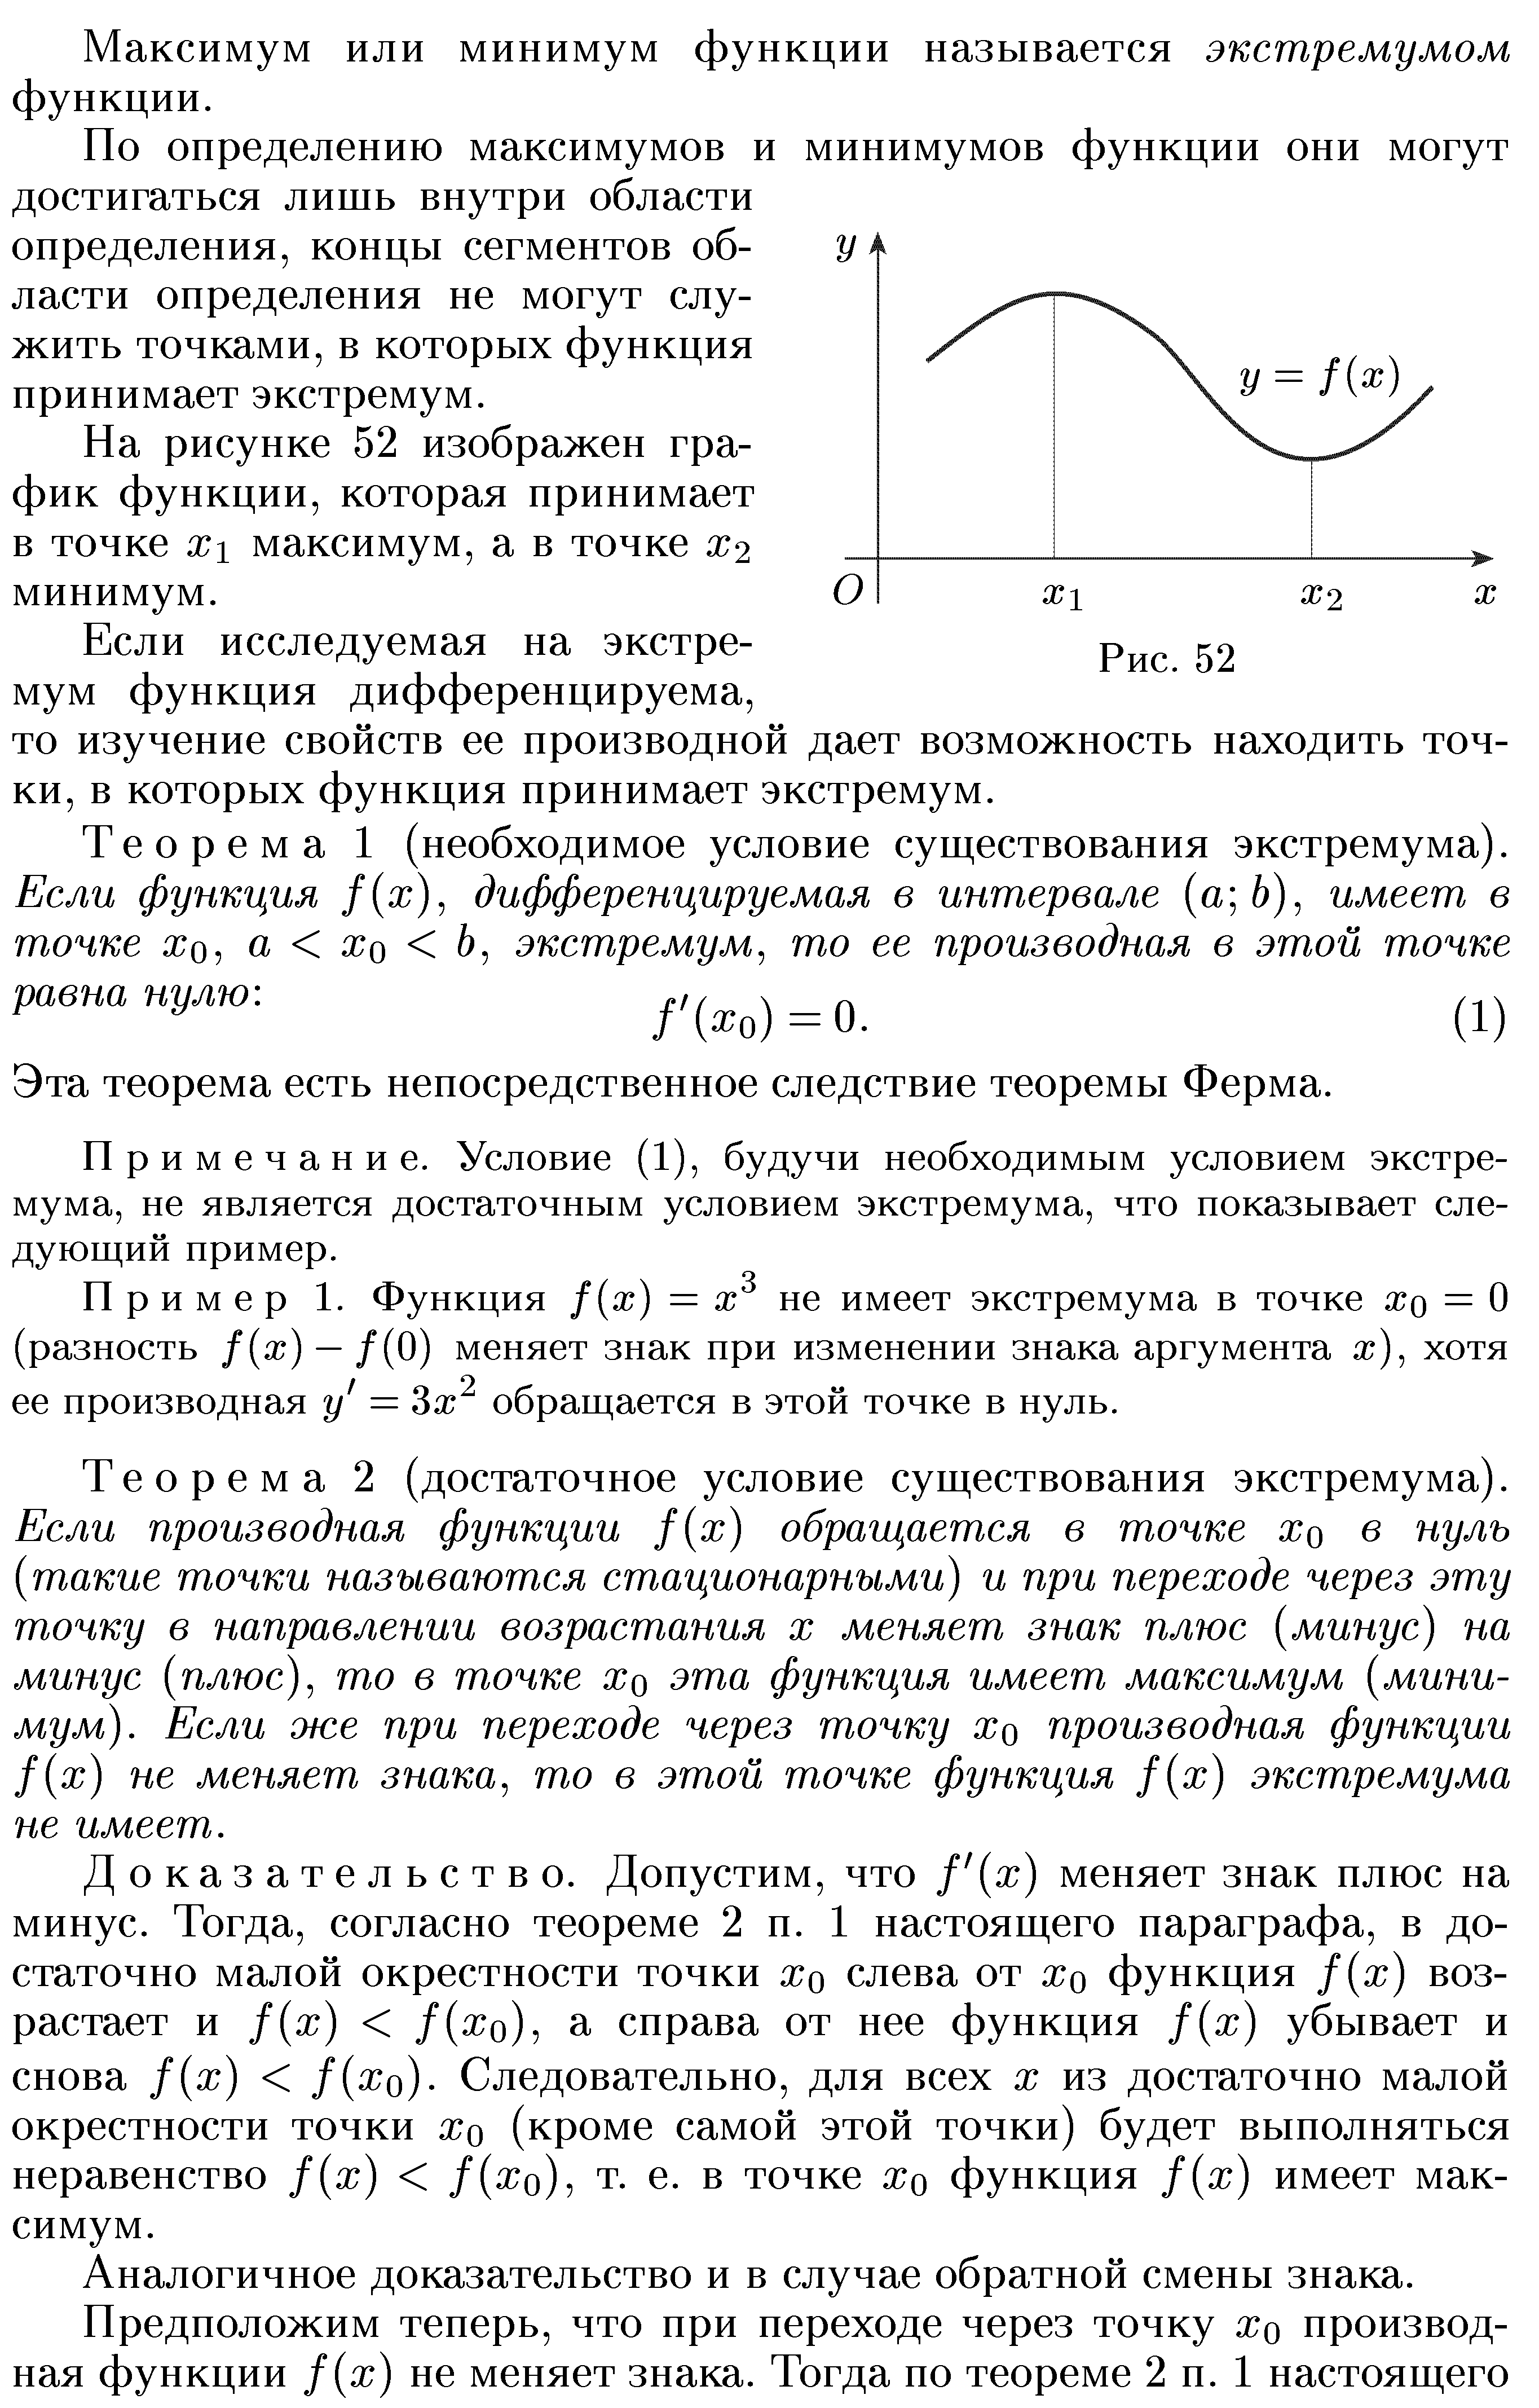 Максимум или минимум функции называется экстремумом
функции.
По определению максимумов и минимумов функции они могут
достигаться лишь внутри области
определения, концы сегментов об-
ласти определения не могут слу-
жить точками, в которых функция
принимает экстремум.
На рисунке 52 изображен гра-
фик функции, которая принимает
в точке x₁ максимум, а в точке x₂
минимум.
Если исследуемая на экстре-
мум функция дифференцируема,
y
y = f(x)
O
x₁
x₂
x
Рис. 52
то изучение свойств ее производной дает возможность находить точ-
ки, в которых функция принимает экстремум.
Теорема 1 (необходимое условие существования экстремума).
Если функция f(x), дифференцируемая в интервале (a; b), имеет в
точке x₀, a < x₀ < b, экстремум, то ее производная в этой точке
равна нулю:
f′(x₀) = 0. (1)
Эта теорема есть непосредственное следствие теоремы Ферма.
Примечание. Условие (1), будучи необходимым условием экстре-
мума, не является достаточным условием экстремума, что показывает сле-
дующий пример.
Пример 1. Функция f(x) = x³ не имеет экстремума в точке x₀ = 0
(разность f(x) − f(0) меняет знак при изменении знака аргумента x), хотя
ее производная y′ = 3x² обращается в этой точке в нуль.
Теорема 2 (достаточное условие существования экстремума).
Если производная функции f(x) обращается в точке x₀ в нуль
(такие точки называются стационарными) и при переходе через эту
точку в направлении возрастания x меняет знак плюс (минус) на
минус (плюс), то в точке x₀ эта функция имеет максимум (мини-
мум). Если же при переходе через точку x₀ производная функции
f(x) не меняет знака, то в этой точке функция f(x) экстремума
не имеет.
Доказательство. Допустим, что f′(x) меняет знак плюс на
минус. Тогда, согласно теореме 2 п. 1 настоящего параграфа, в до-
статочно малой окрестности точки x₀ слева от x₀ функция f(x) воз-
растает и f(x) < f(x₀), а справа от нее функция f(x) убывает и
снова f(x) < f(x₀). Следовательно, для всех x из достаточно малой
окрестности точки x₀ (кроме самой этой точки) будет выполняться
неравенство f(x) < f(x₀), т. е. в точке x₀ функция f(x) имеет мак-
симум.
Аналогичное доказательство и в случае обратной смены знака.
Предположим теперь, что при переходе через точку x₀ производ-
ная функции f(x) не меняет знака. Тогда по теореме 2 п. 1 настоящего